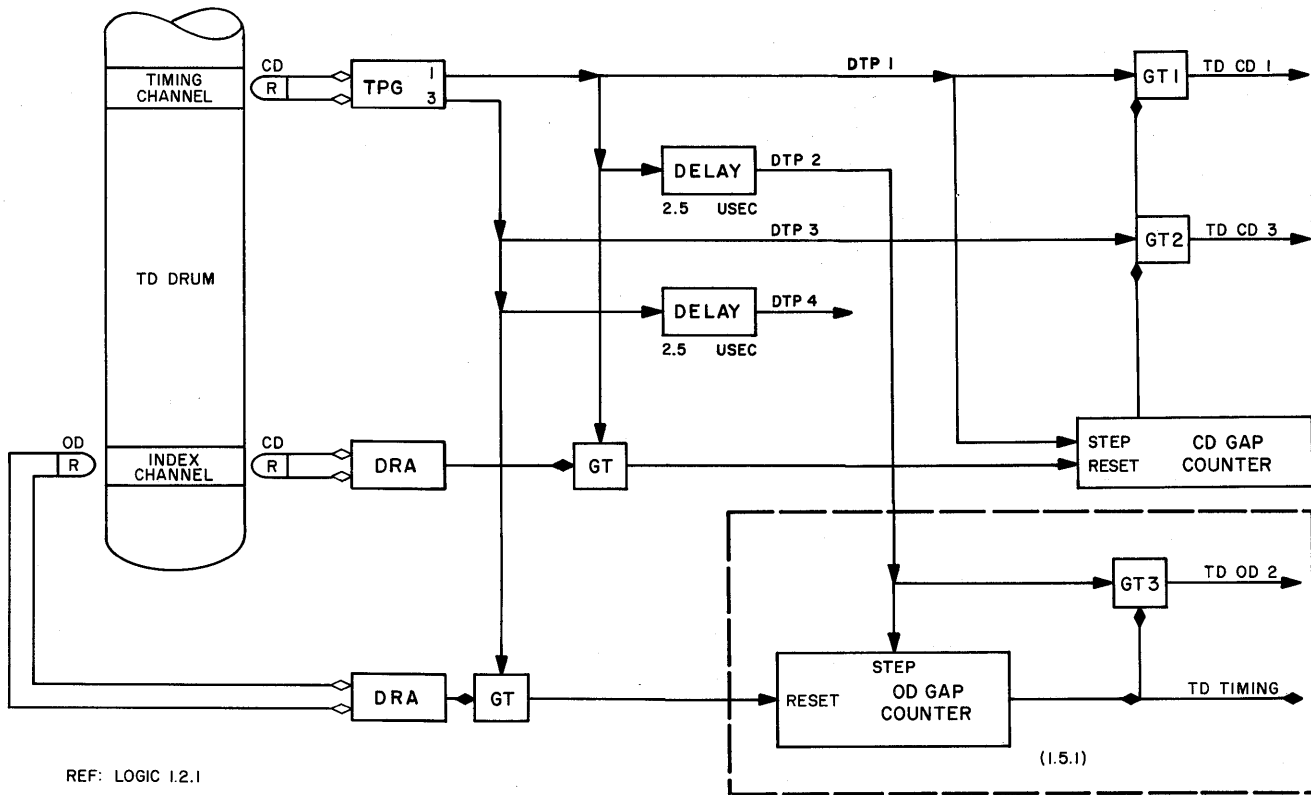 TIMING
CHANNEL
CD
R
TPG
1
3
DTP 1
GT1
TD CD 1
DELAY
2.5 USEC
DTP 2
DTP 3
GT2
TD CD 3
TD DRUM
DELAY
2.5 USEC
DTP 4
OD
R
INDEX
CHANNEL
CD
R
DRA
GT
STEP
RESET
CD GAP
COUNTER
GT3
TD OD 2
DRA
GT
RESET
STEP
OD GAP
COUNTER
TD TIMING
(1.5.1)
REF: LOGIC 1.2.1